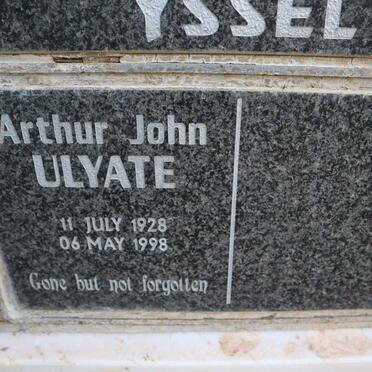 YSSEL
Arthur John
ULYATE
11 JULY 1928
06 MAY 1998
Gone but not forgotten